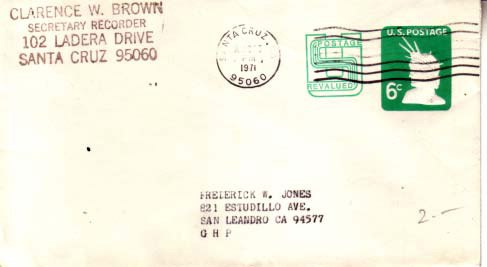 CLARENCE W. BROWN
SECRETARY RECORDER
102 LADERA DRIVE
SANTA CRUZ 95060
SANTA CRUZ,
PM
1971
95060
POSTAGE
REVALUED
U.S. POSTAGE
6c
FREDERICK W. JONES
821 ESTUDILLO AVE.
SAN LEANDRO CA 94577
G H P
2.-